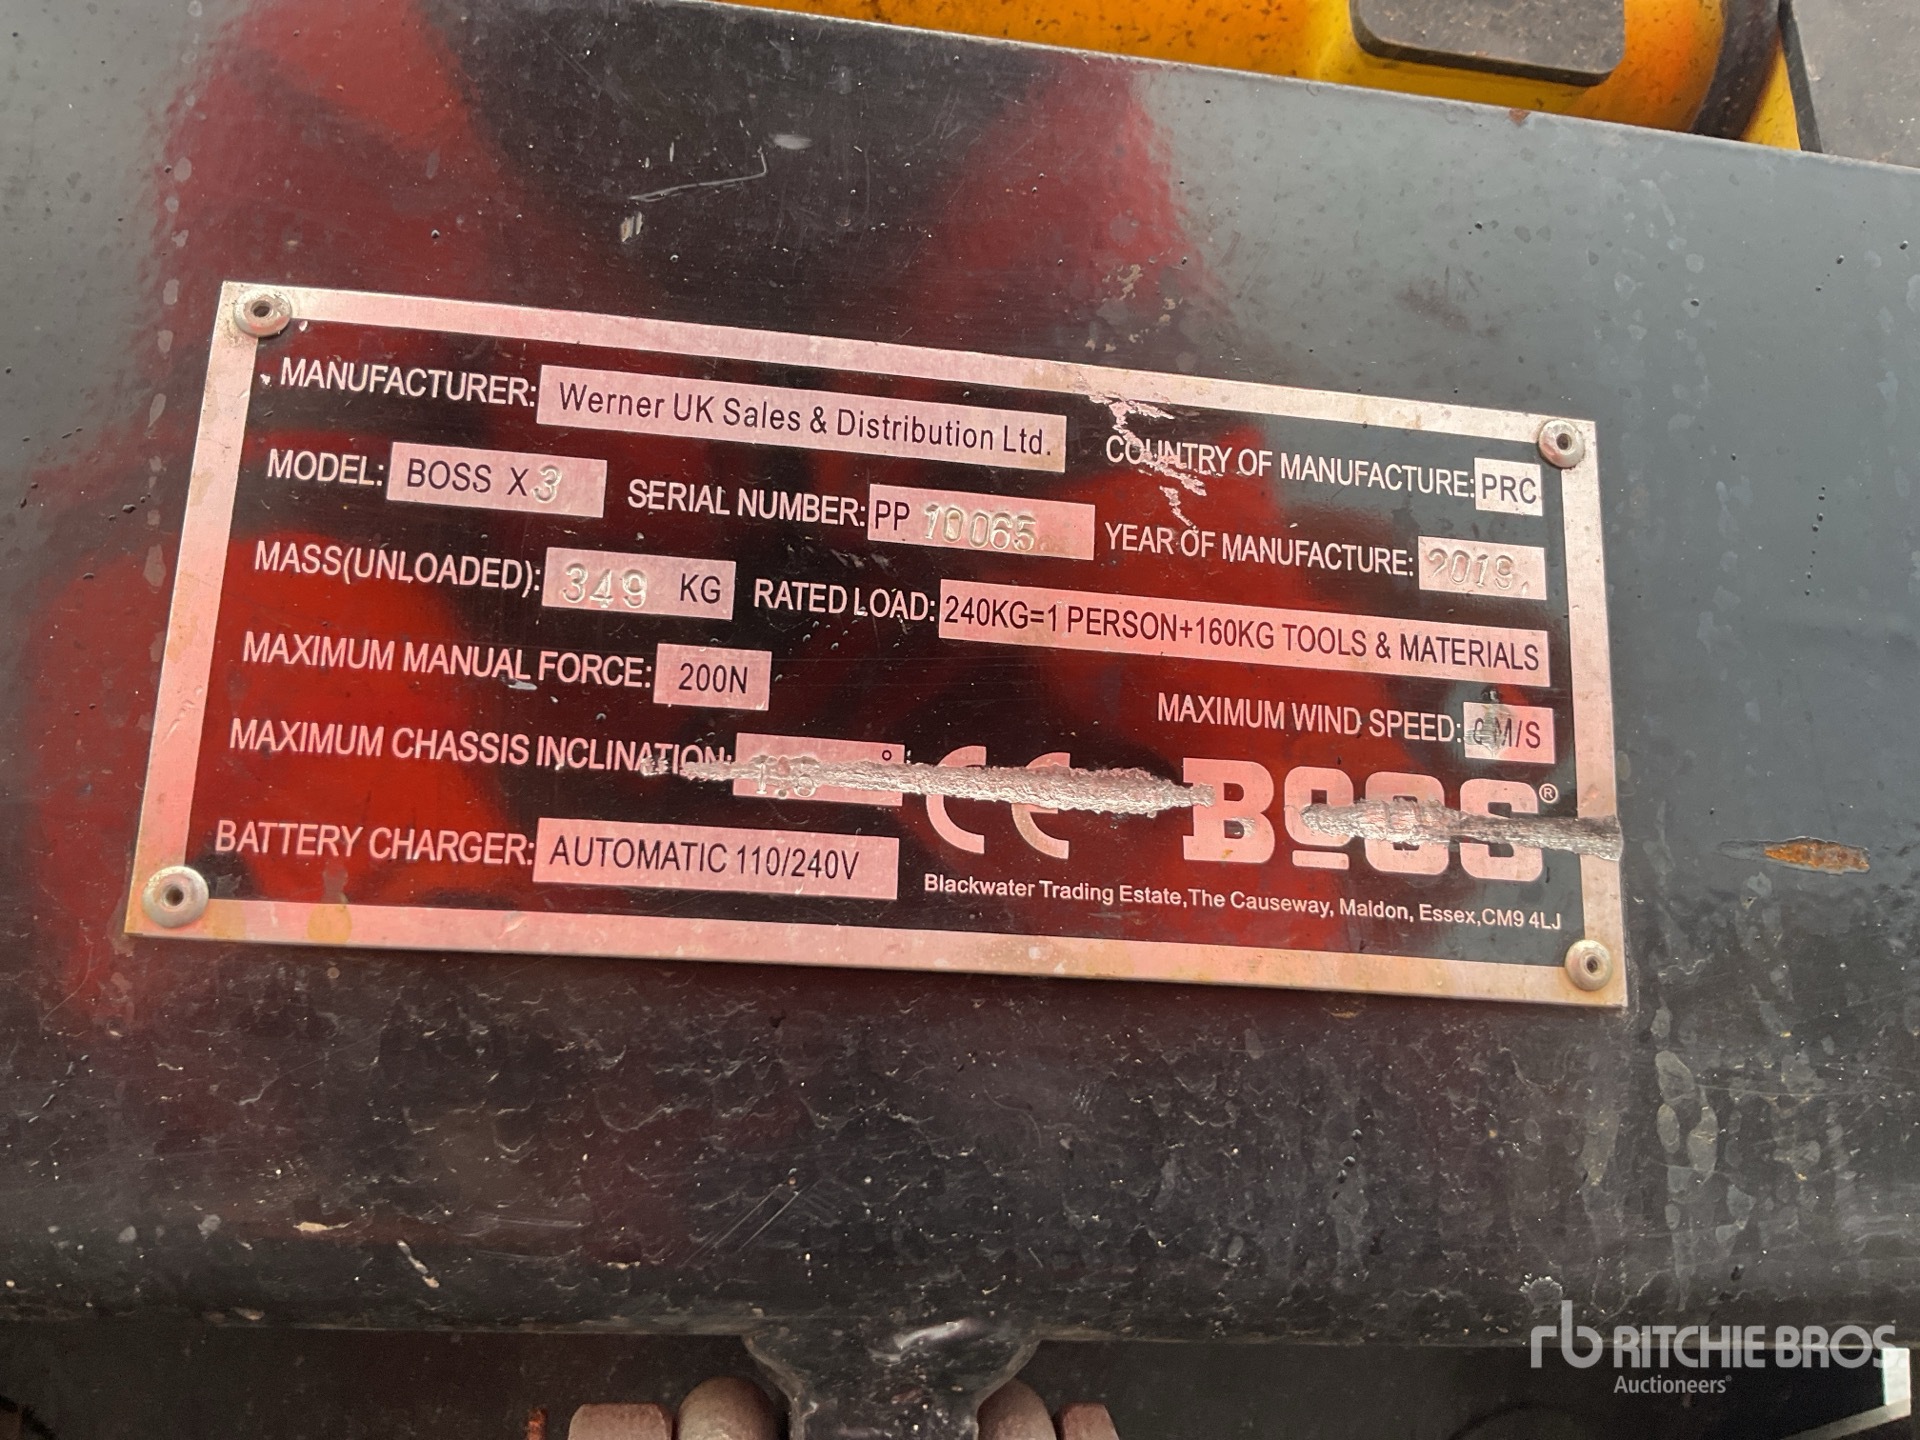 MANUFACTURER: Werner UK Sales & Distribution Ltd.
COUNTRY OF MANUFACTURE: PRC
MODEL: BOSS X3
SERIAL NUMBER: PP 10065
YEAR OF MANUFACTURE: 2019
MASS(UNLOADED): 349 KG
RATED LOAD: 240KG=1 PERSON+160KG TOOLS & MATERIALS
MAXIMUM MANUAL FORCE: 200N
MAXIMUM WIND SPEED: M/S
MAXIMUM CHASSIS INCLINATION: °
CE BOSS®
BATTERY CHARGER: AUTOMATIC 110/240V
Blackwater Trading Estate,The Causeway, Maldon, Essex,CM9 4LJ
rb RITCHIE BROS
Auctioneers®